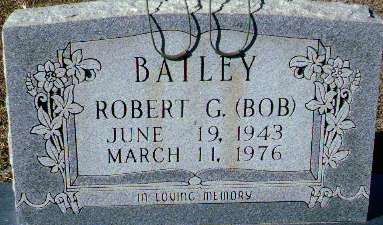 BAILEY
ROBERT G. (BOB)
JUNE 19, 1943
MARCH 11, 1976
IN LOVING MEMORY